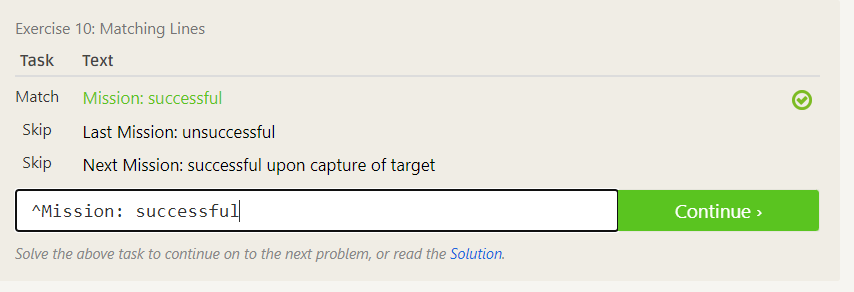 Exercise 10: Matching Lines
Task Text
Match Mission: successful
Skip Last Mission: unsuccessful
Skip Next Mission: successful upon capture of target
^Mission: successful Continue ›
Solve the above task to continue on to the next problem, or read the Solution.